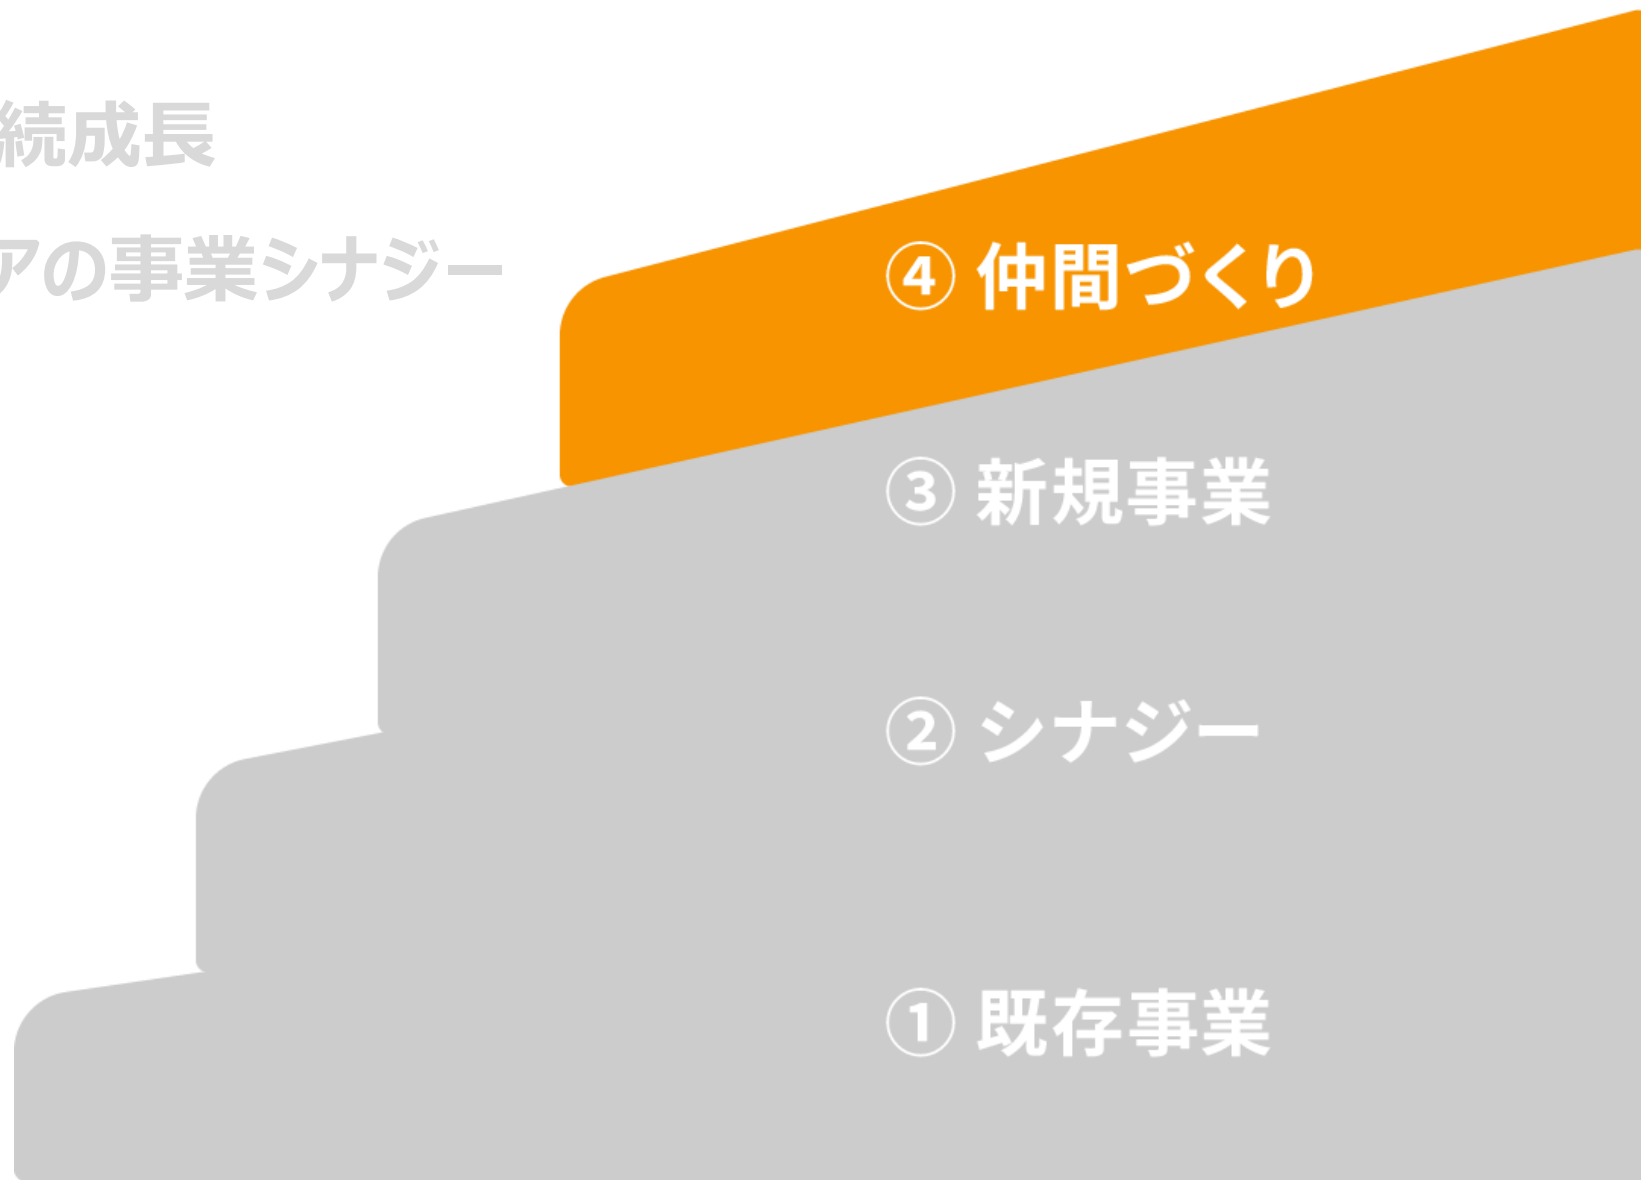 続成長
アの事業シナジー
④ 仲間づくり
③ 新規事業
② シナジー
① 既存事業